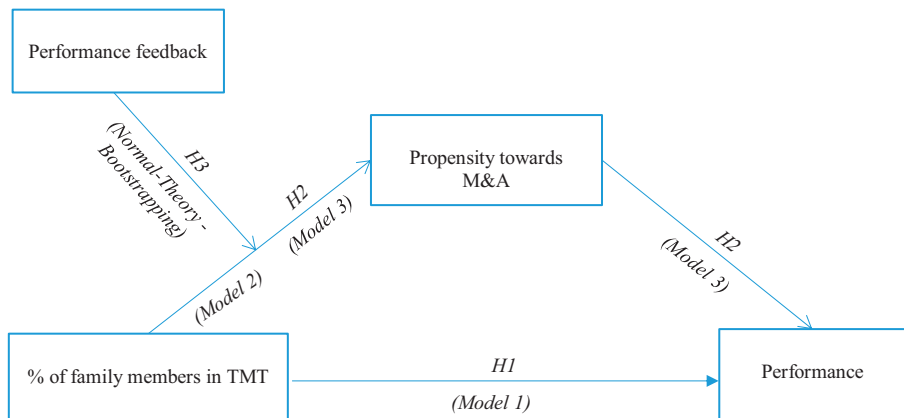 Performance feedback
H3
(Normal-Theory -
Bootstrapping)
Propensity towards
M&A
H2
(Model 3)
(Model 2)
H2
(Model 3)
% of family members in TMT
H1
(Model 1)
Performance